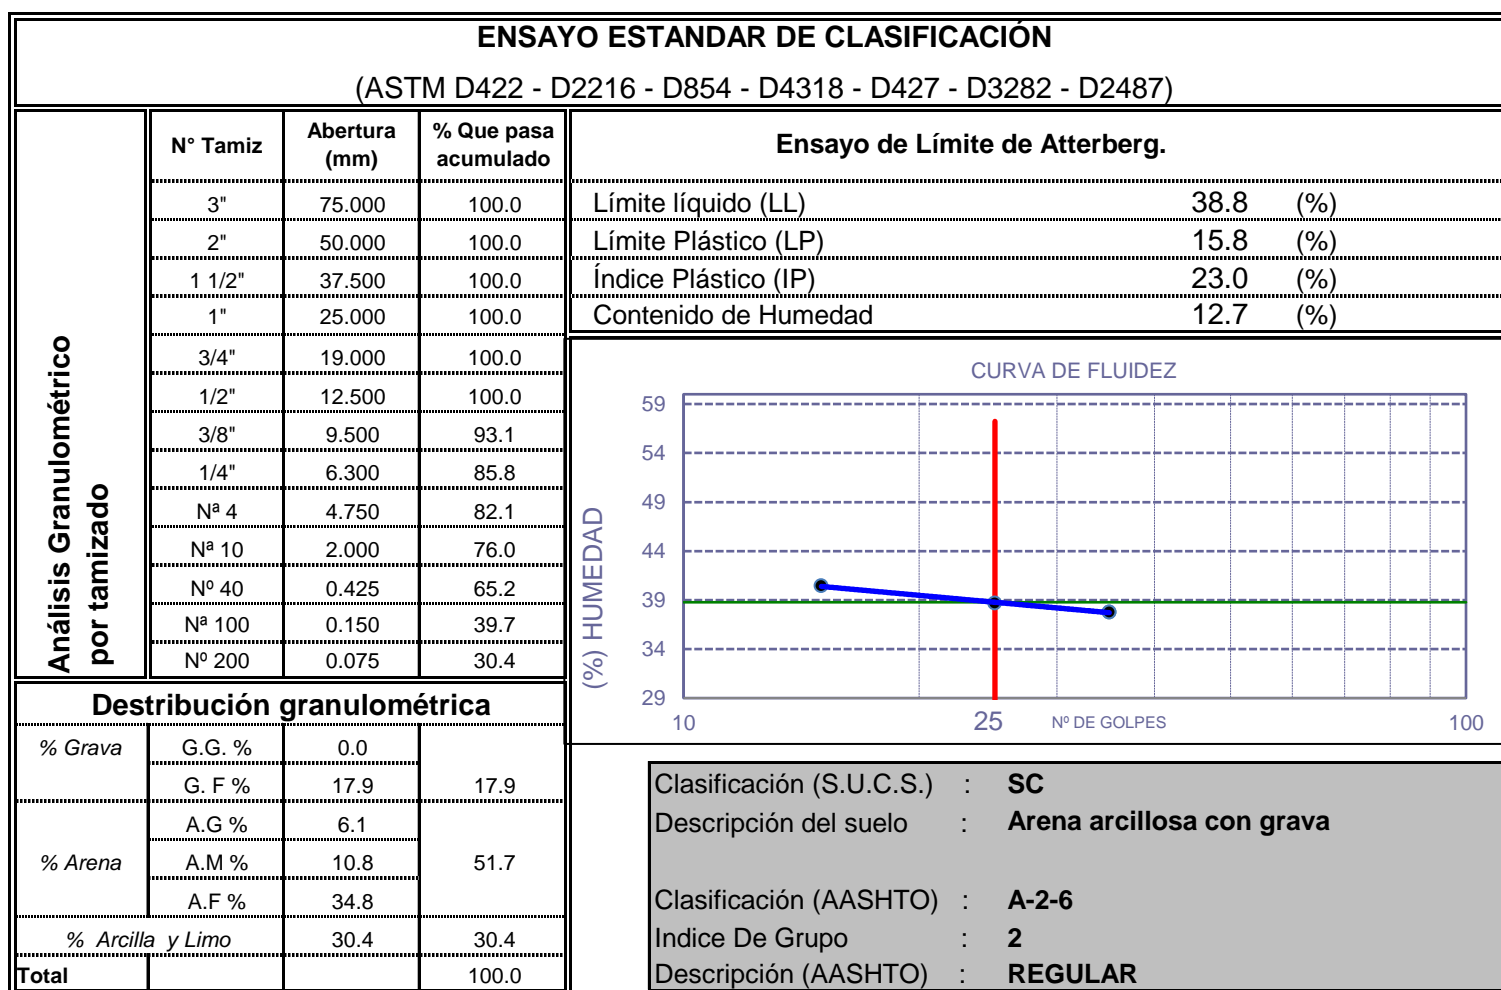 ENSAYO ESTANDAR DE CLASIFICACIÓN
(ASTM D422 - D2216 - D854 - D4318 - D427 - D3282 - D2487)
Análisis Granulométrico
por tamizado
N° Tamiz Abertura (mm) % Que pasa acumulado
3" 75.000 100.0
2" 50.000 100.0
1 1/2" 37.500 100.0
1" 25.000 100.0
3/4" 19.000 100.0
1/2" 12.500 100.0
3/8" 9.500 93.1
1/4" 6.300 85.8
Nª 4 4.750 82.1
Nª 10 2.000 76.0
Nº 40 0.425 65.2
Nª 100 0.150 39.7
Nº 200 0.075 30.4
Destribución granulométrica
% Grava G.G. % 0.0
G. F % 17.9 17.9
A.G % 6.1
% Arena A.M % 10.8 51.7
A.F % 34.8
% Arcilla y Limo 30.4 30.4
Total 100.0
Ensayo de Límite de Atterberg.
Límite líquido (LL) 38.8 (%)
Límite Plástico (LP) 15.8 (%)
Índice Plástico (IP) 23.0 (%)
Contenido de Humedad 12.7 (%)
CURVA DE FLUIDEZ
(%) HUMEDAD
59
54
49
44
39
34
29
10 25 Nº DE GOLPES 100
Clasificación (S.U.C.S.) : SC
Descripción del suelo : Arena arcillosa con grava
Clasificación (AASHTO) : A-2-6
Indice De Grupo : 2
Descripción (AASHTO) : REGULAR